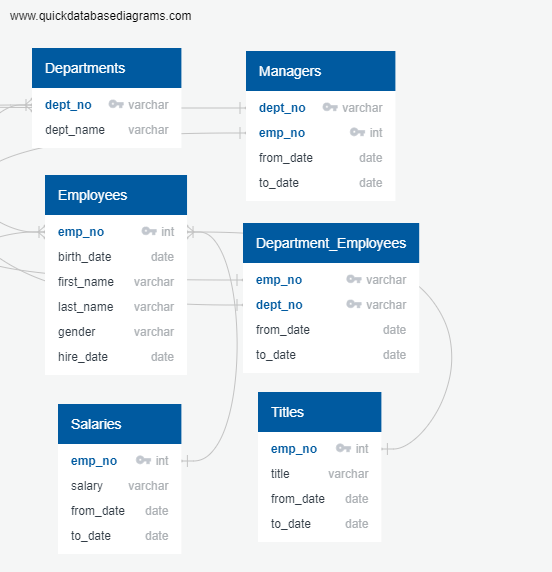 www.quickdatabasediagrams.com
Departments
dept_no varchar
dept_name varchar
Managers
dept_no varchar
emp_no int
from_date date
to_date date
Employees
emp_no int
birth_date date
first_name varchar
last_name varchar
gender varchar
hire_date date
Department_Employees
emp_no varchar
dept_no varchar
from_date date
to_date date
Salaries
emp_no int
salary varchar
from_date date
to_date date
Titles
emp_no int
title varchar
from_date date
to_date date